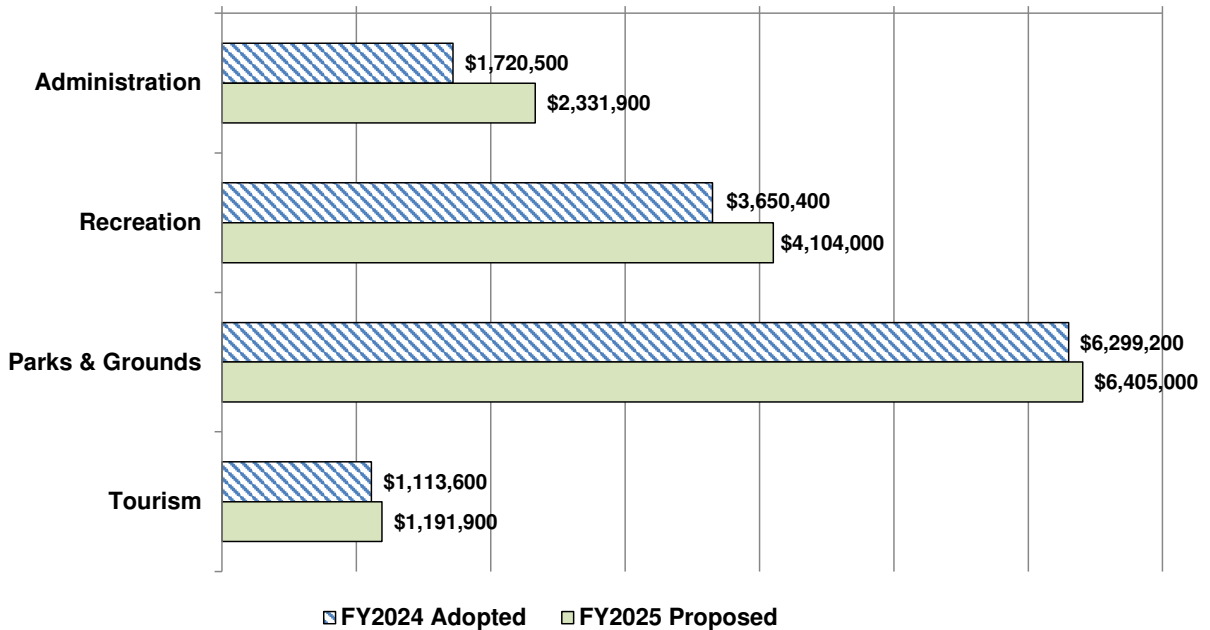 Administration
$1,720,500
$2,331,900
Recreation
$3,650,400
$4,104,000
Parks & Grounds
$6,299,200
$6,405,000
Tourism
$1,113,600
$1,191,900
FY2024 Adopted FY2025 Proposed